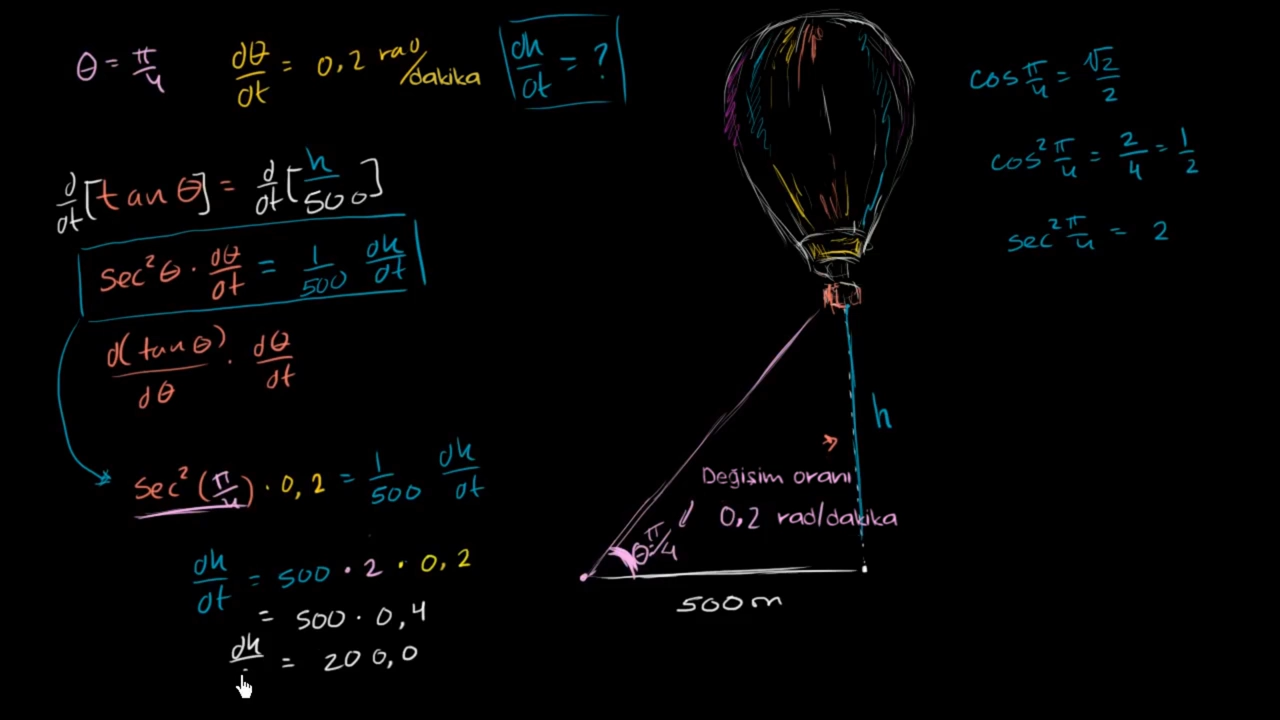 θ = π/4 dθ/dt = 0,2 rad/dakika dh/dt = ?
d/dt [tan θ] = d/dt [h/500]
sec² θ · dθ/dt = 1/500 dh/dt
d(tan θ)/dθ · dθ/dt
sec² (π/4) · 0,2 = 1/500 dh/dt
dh/dt = 500 · 2 · 0,2
= 500 · 0,4
dh = 200,0
h
Değişim oranı
0,2 rad/dakika
θ=π/4
500 m
cos π/4 = √2/2
cos² π/4 = 2/4 = 1/2
sec² π/4 = 2